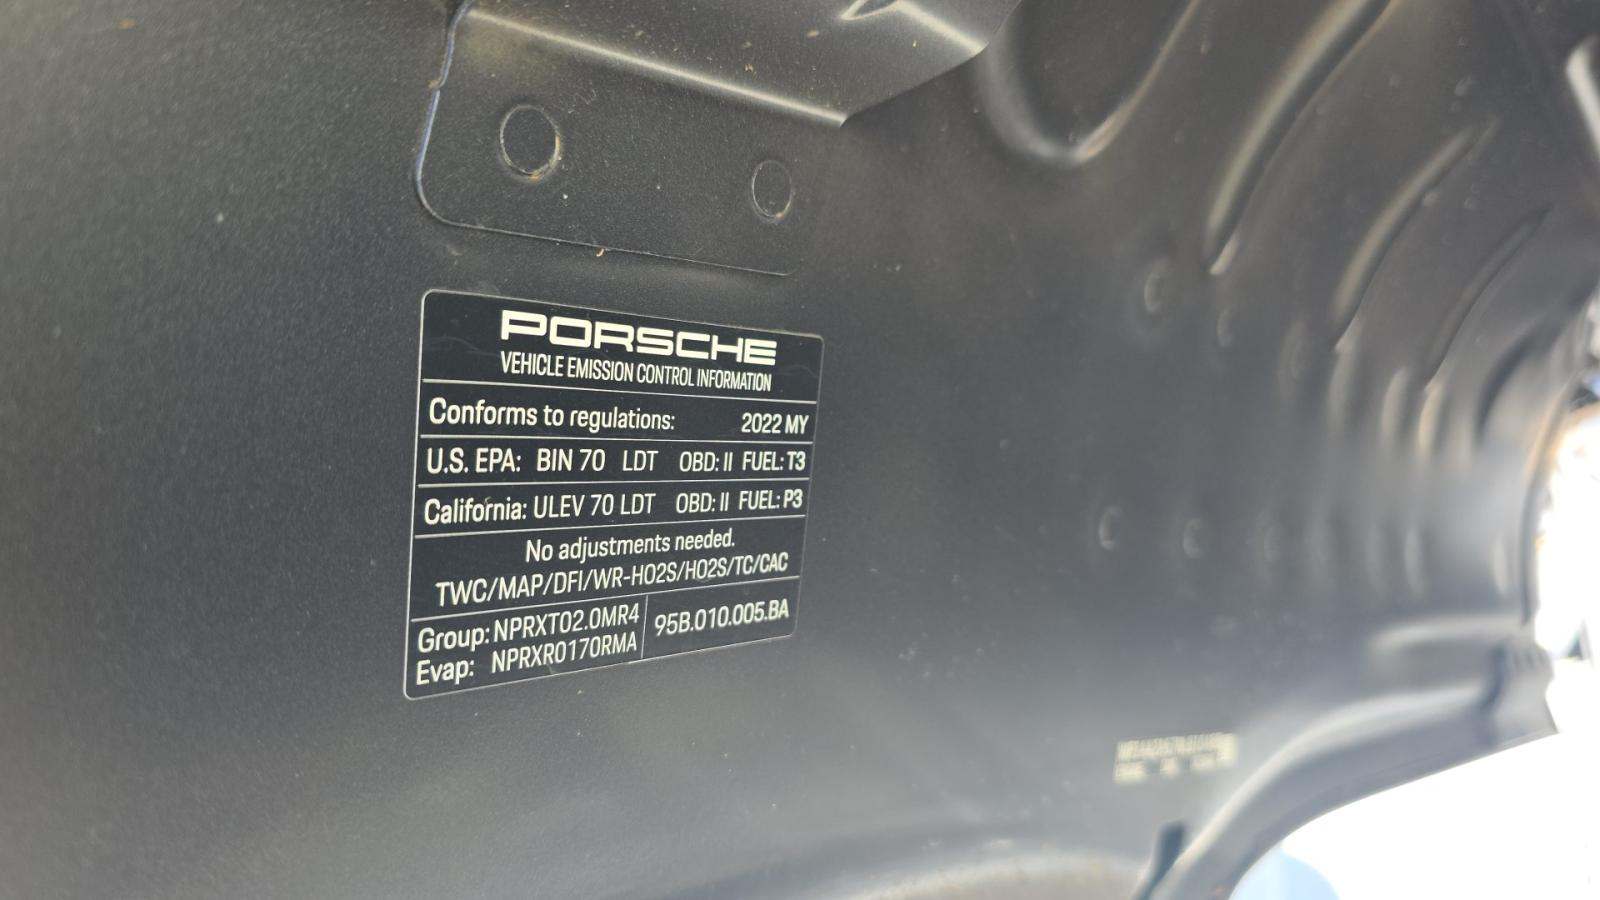 PORSCHE
VEHICLE EMISSION CONTROL INFORMATION
Conforms to regulations: 2022 MY
U.S. EPA: BIN 70 LDT OBD: II FUEL: T3
California: ULEV 70 LDT OBD: II FUEL: P3
No adjustments needed.
TWC/MAP/DFI/WR-HO2S/HO2S/TC/CAC
Group: NPRXT02.0MR4
Evap: NPRXR0170RMA
95B.010.005.BA